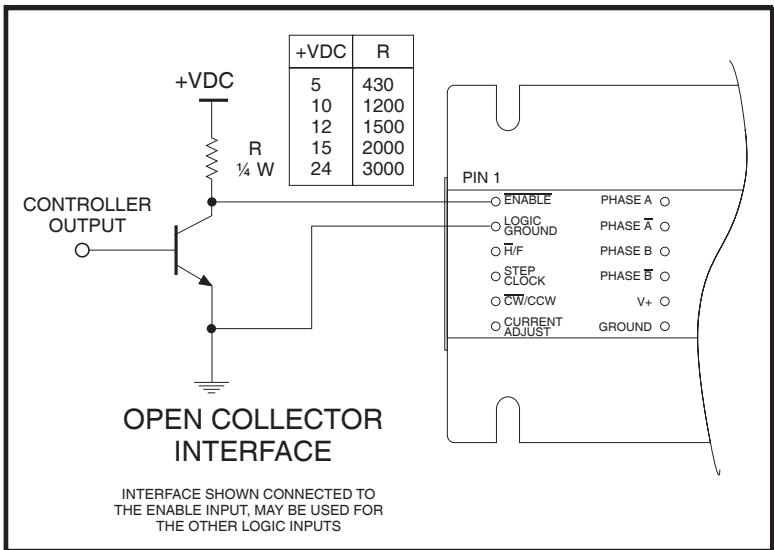 +VDC R
5 430
10 1200
12 1500
15 2000
24 3000
+VDC
R
¼ W
CONTROLLER
OUTPUT
PIN 1
E̅N̅A̅B̅L̅E̅
LOGIC
GROUND
H̅/F
STEP
CLOCK
C̅W̅/CCW
CURRENT
ADJUST
PHASE A
PHASE A̅
PHASE B
PHASE B̅
V+
GROUND
OPEN COLLECTOR
INTERFACE
INTERFACE SHOWN CONNECTED TO
THE ENABLE INPUT, MAY BE USED FOR
THE OTHER LOGIC INPUTS